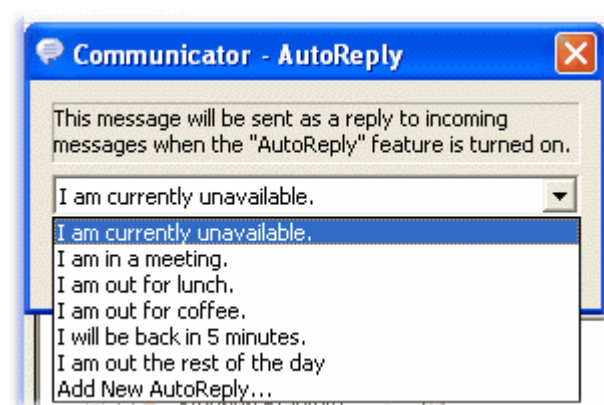 Communicator - AutoReply
This message will be sent as a reply to incoming
messages when the "AutoReply" feature is turned on.
I am currently unavailable.
I am currently unavailable.
I am in a meeting.
I am out for lunch.
I am out for coffee.
I will be back in 5 minutes.
I am out the rest of the day
Add New AutoReply...